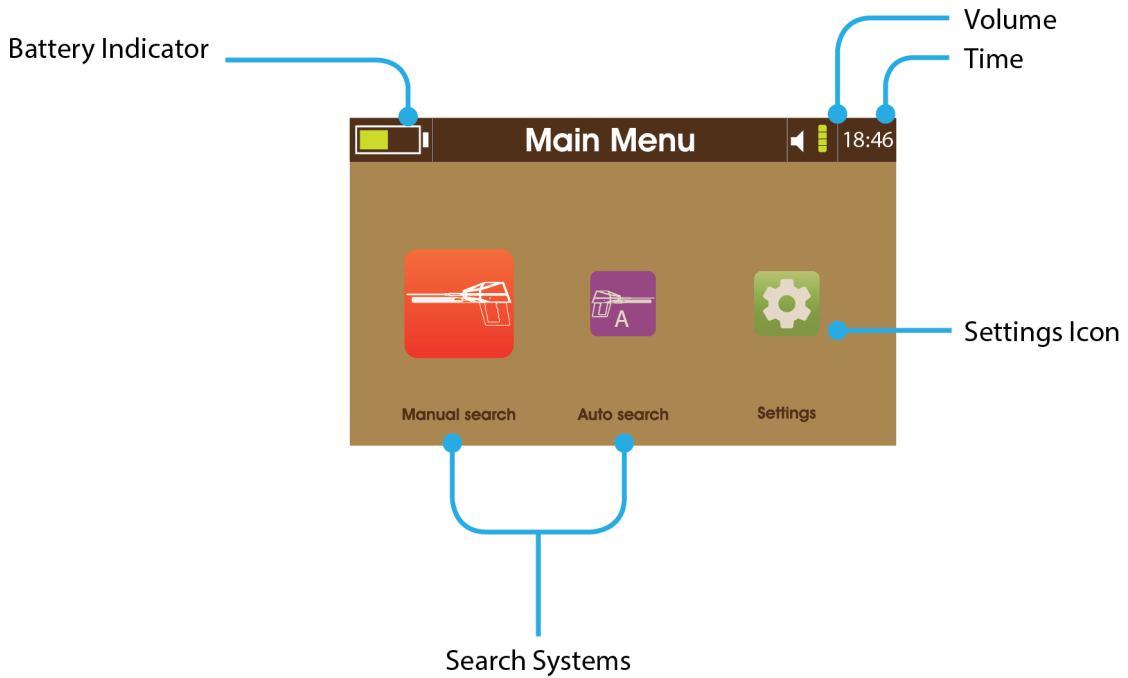 Volume
Battery Indicator
Time
Main Menu
18:46
A
Settings Icon
Manual search
Auto search
Settings
Search Systems